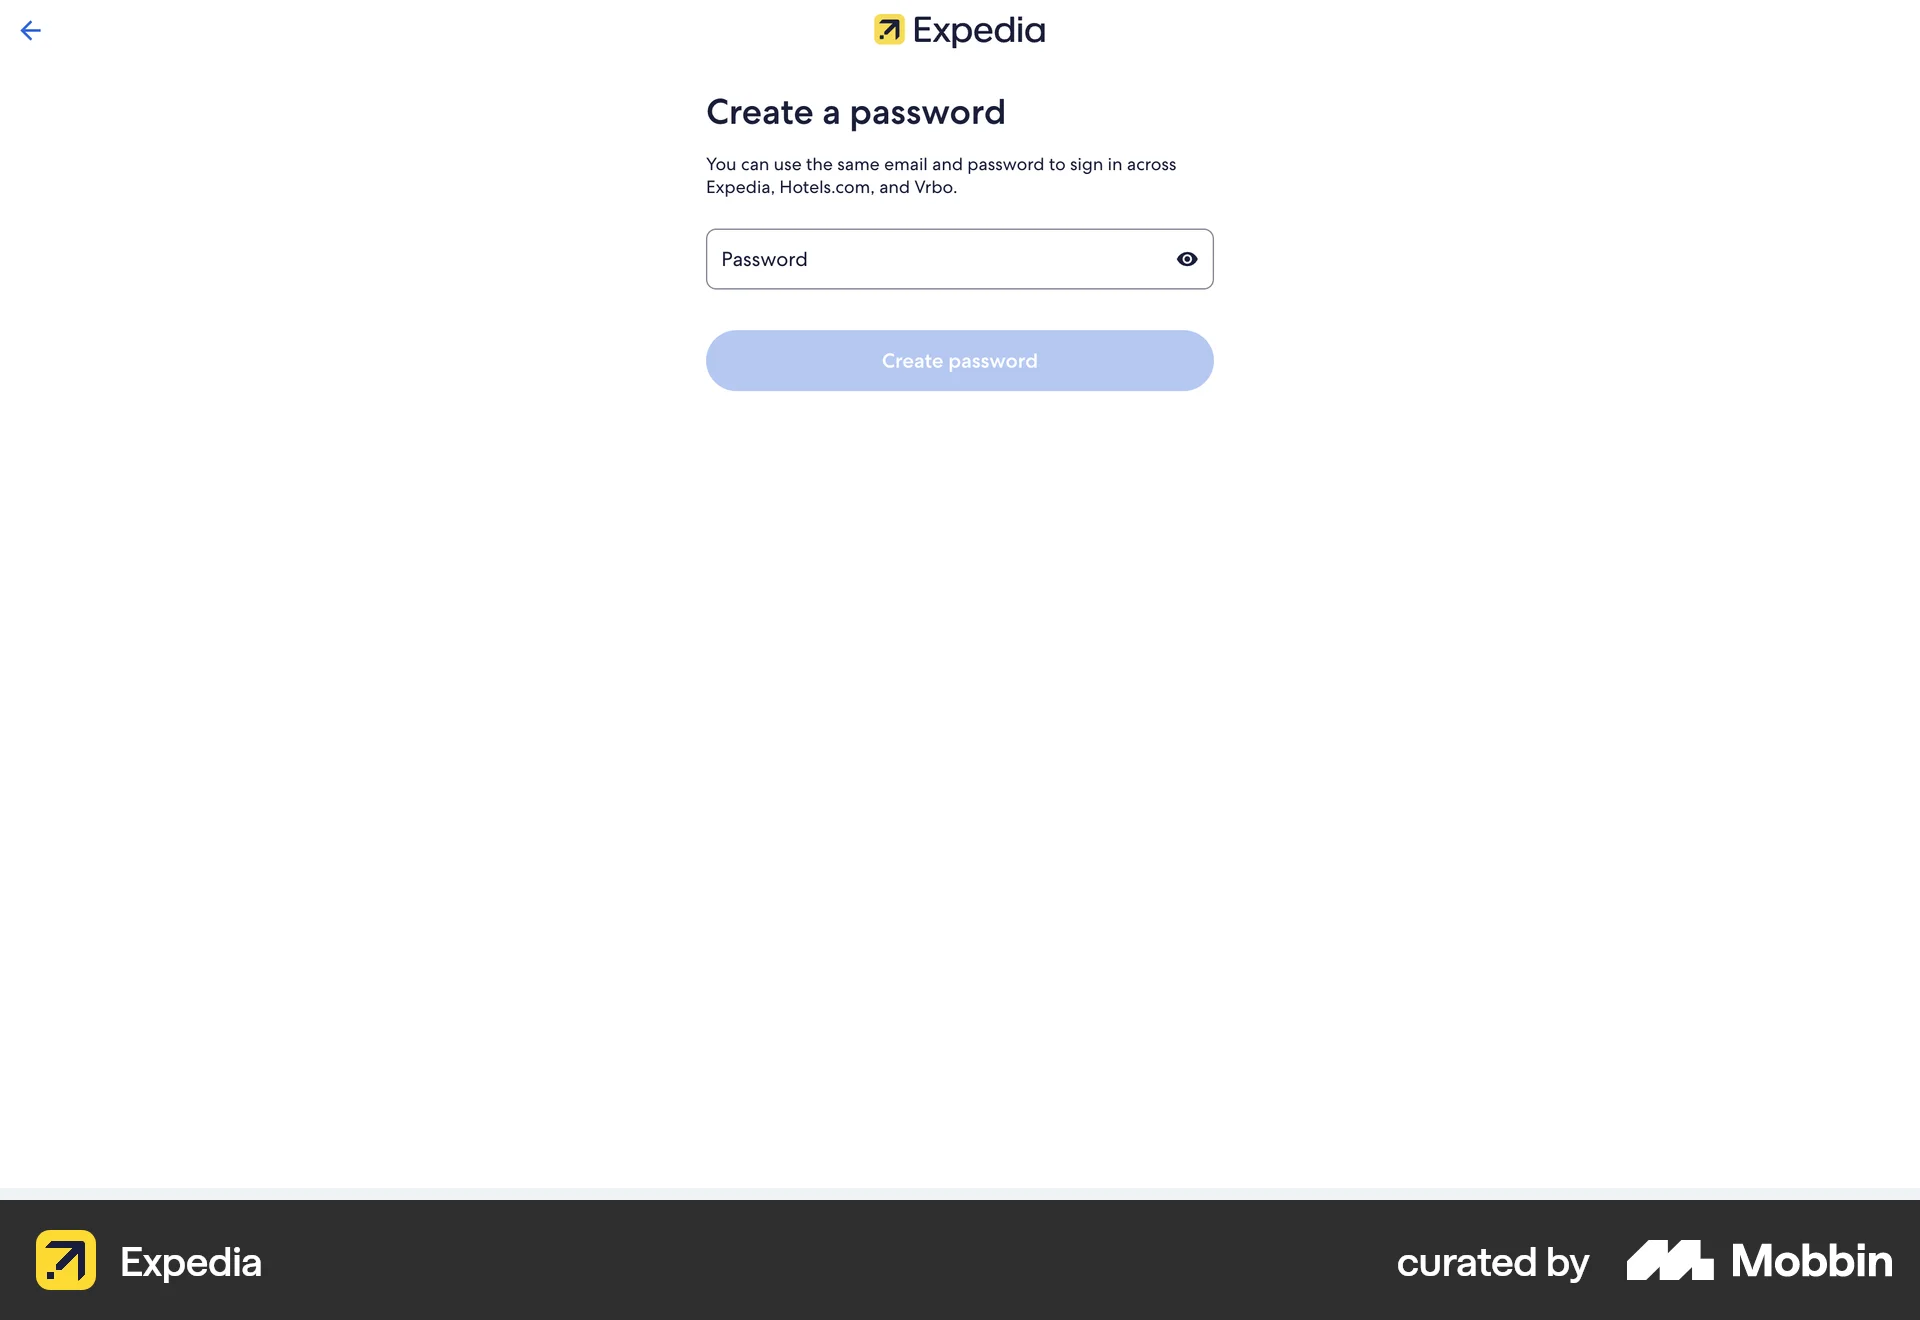 Expedia
Create a password
You can use the same email and password to sign in across
Expedia, Hotels.com, and Vrbo.
Password
Create password
Expedia
curated by Mobbin